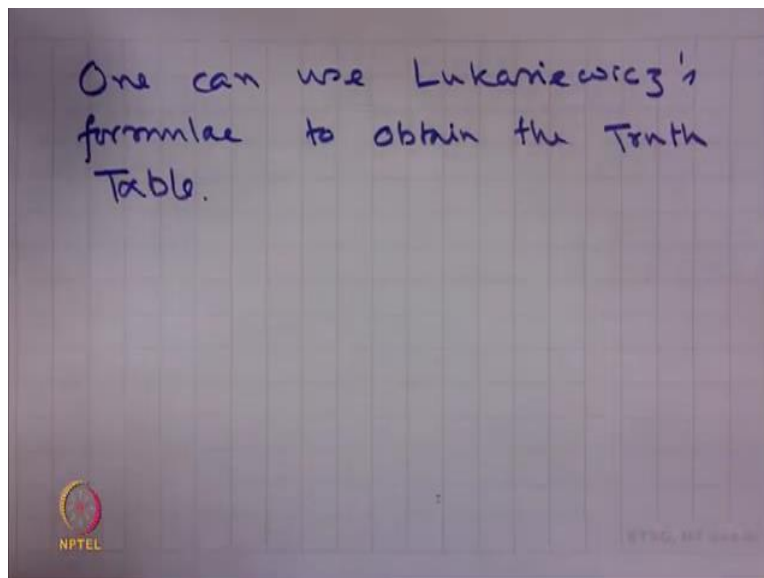 One can use Lukasiewicz's
formulae to obtain the Truth
Table.
NPTEL